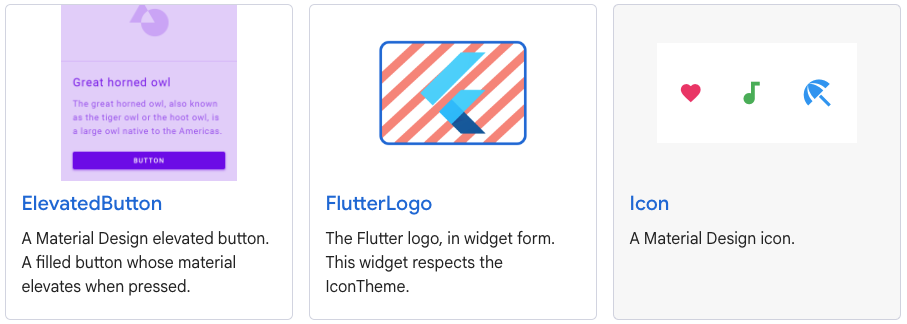 Great horned owl
The great horned owl, also known
as the tiger owl or the hoot owl, is
a large owl native to the Americas.
BUTTON
ElevatedButton
A Material Design elevated button.
A filled button whose material
elevates when pressed.
FlutterLogo
The Flutter logo, in widget form.
This widget respects the
IconTheme.
Icon
A Material Design icon.